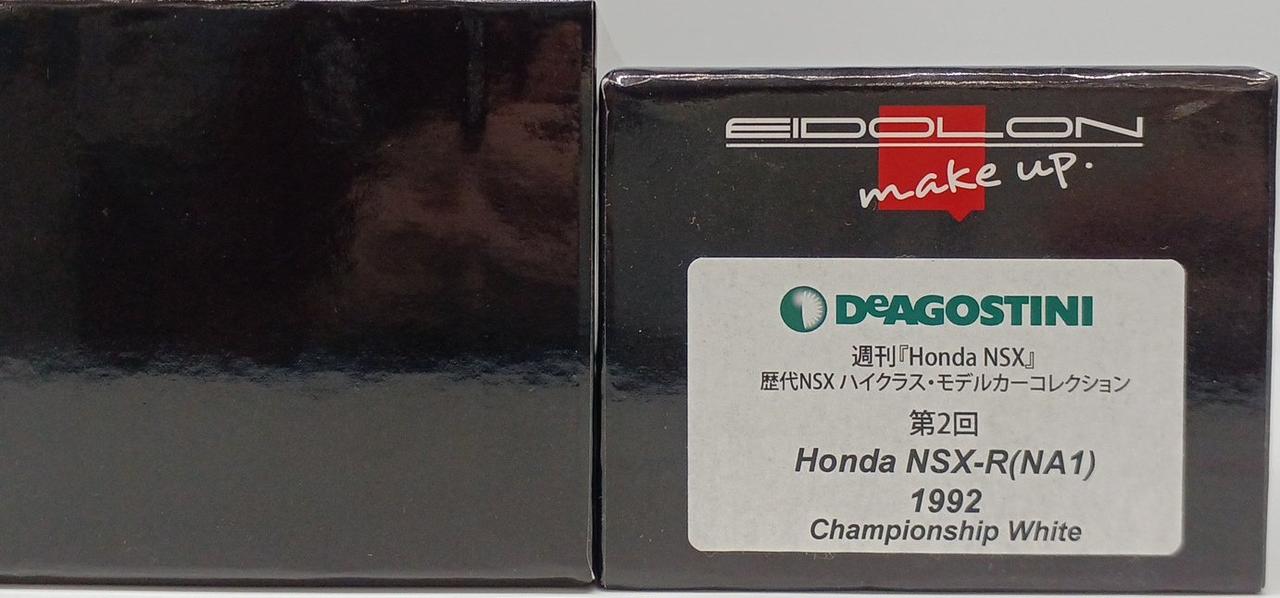 EIDOLON
make up.
DeAGOSTINI
週刊『Honda NSX』
歴代NSX ハイクラス・モデルカーコレクション
第2回
Honda NSX-R(NA1)
1992
Championship White